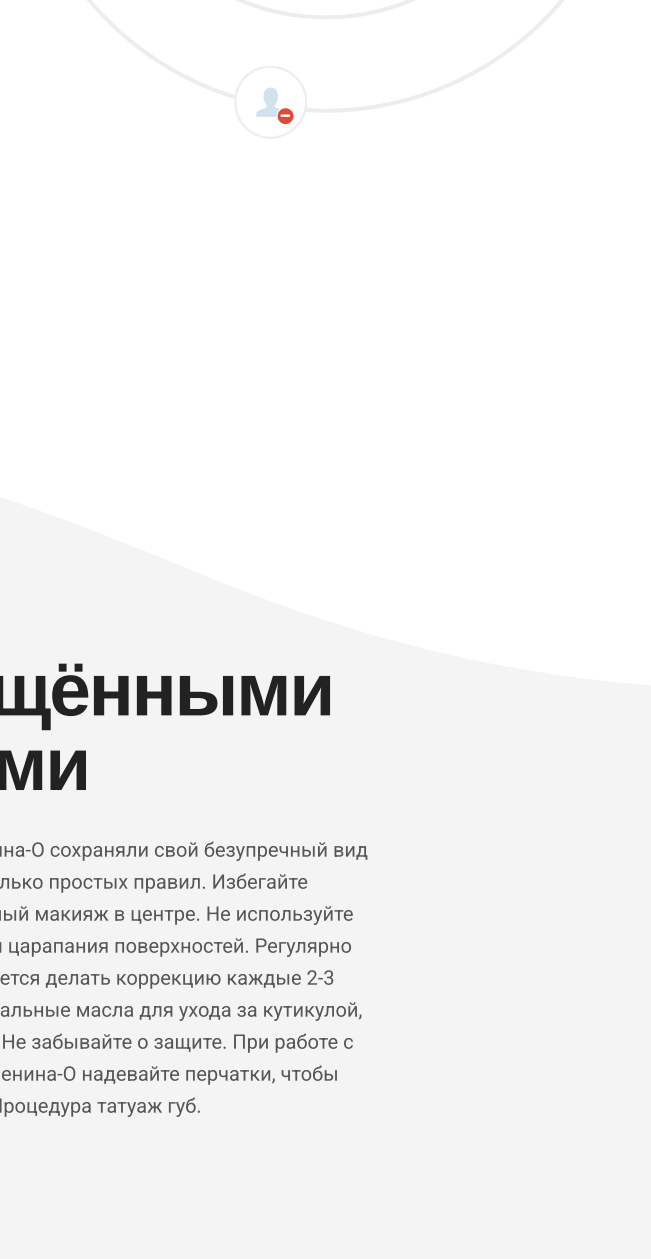 щёнными
ми
на-О сохраняли свой безупречный вид
лько простых правил. Избегайте
ый макияж в центре. Не используйте
царапания поверхностей. Регулярно
ется делать коррекцию каждые 2-3
альные масла для ухода за кутикулой,
Не забывайте о защите. При работе с
енина-О надевайте перчатки, чтобы
Процедура татуаж губ.